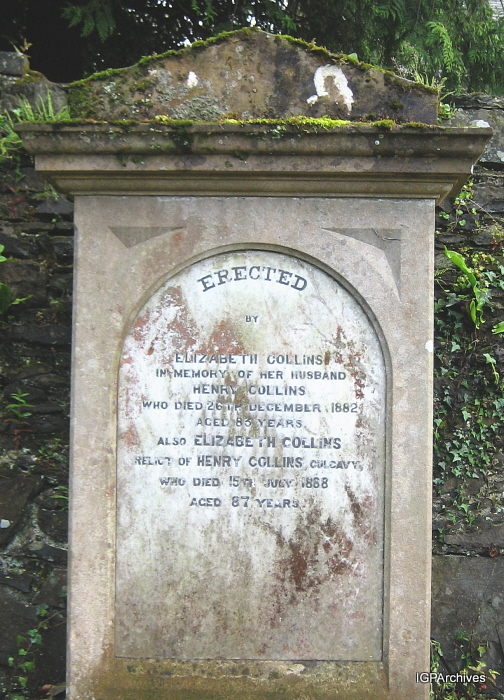 ERECTED
BY
ELIZABETH COLLINS
IN MEMORY OF HER HUSBAND
HENRY COLLINS
WHO DIED 26TH DECEMBER 1882
AGED 83 YEARS.
ALSO ELIZABETH COLLINS
RELICT OF HENRY COLLINS, CULCAVY,
WHO DIED 15TH JULY 1888
AGED 87 YEARS.
IGPArchives